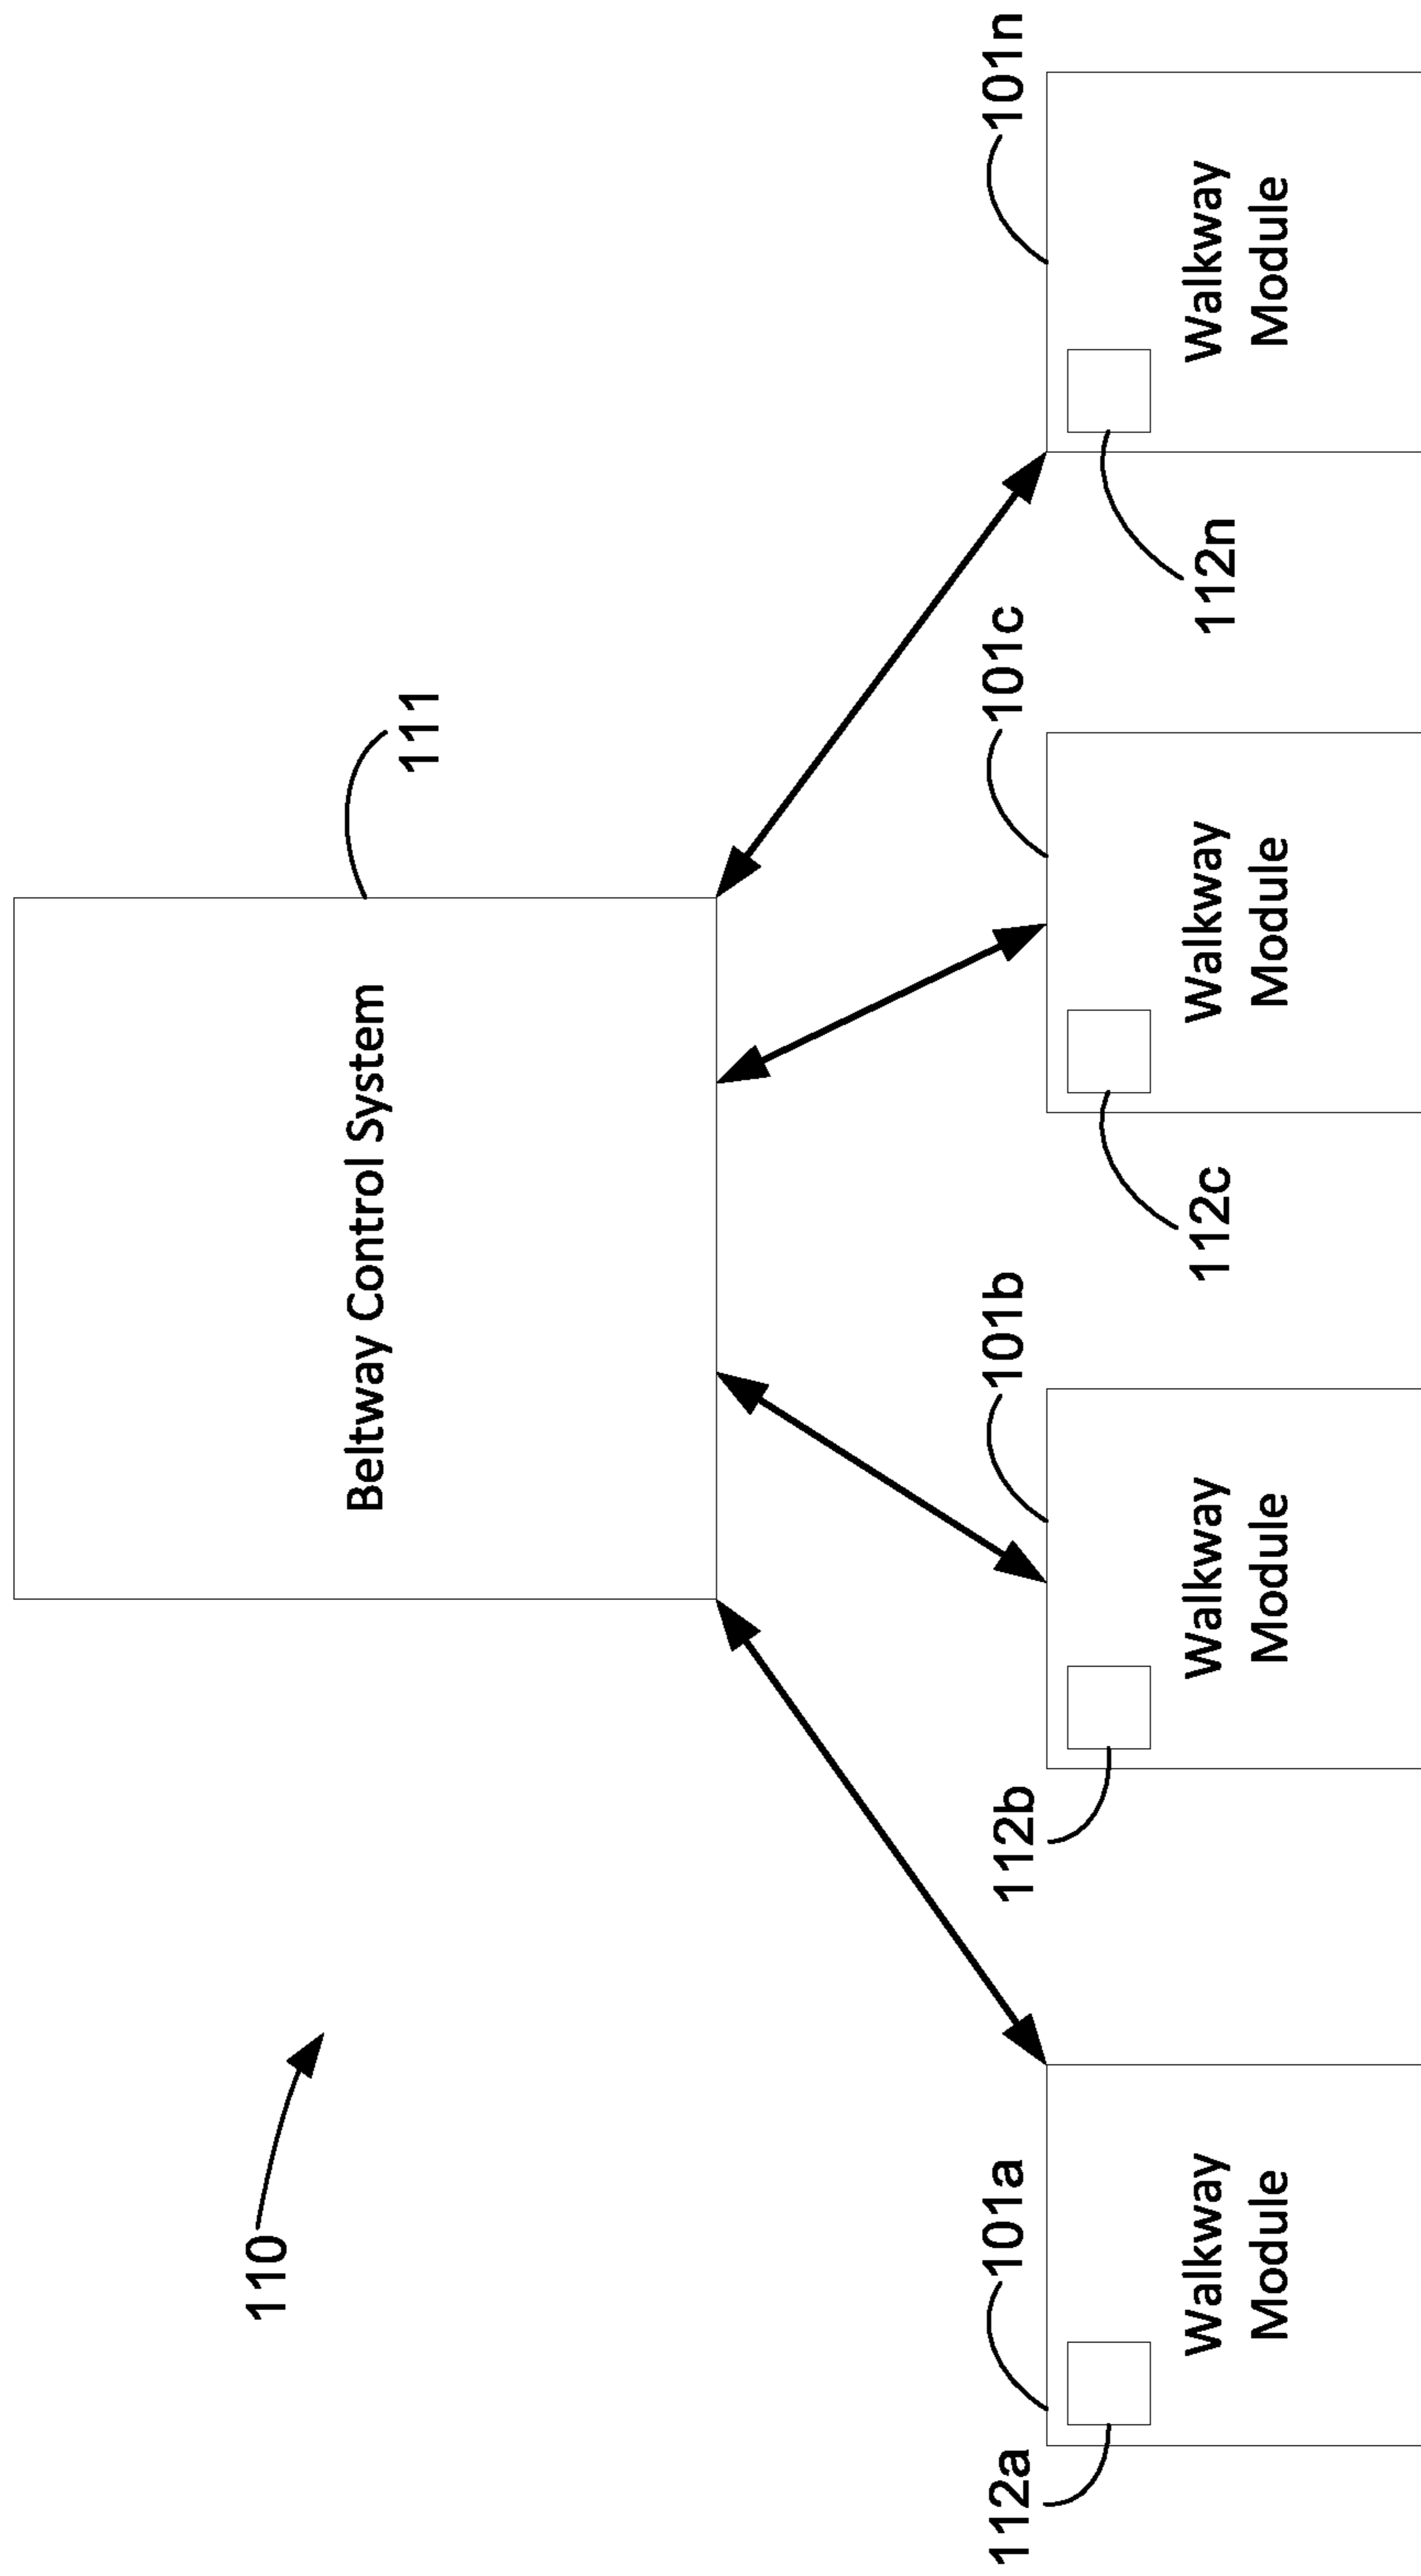 110
Beltway Control System
111
112a
101a
112b
101b
101c
101n
112c
112n
Walkway
Module
Walkway
Module
Walkway
Module
Walkway
Module